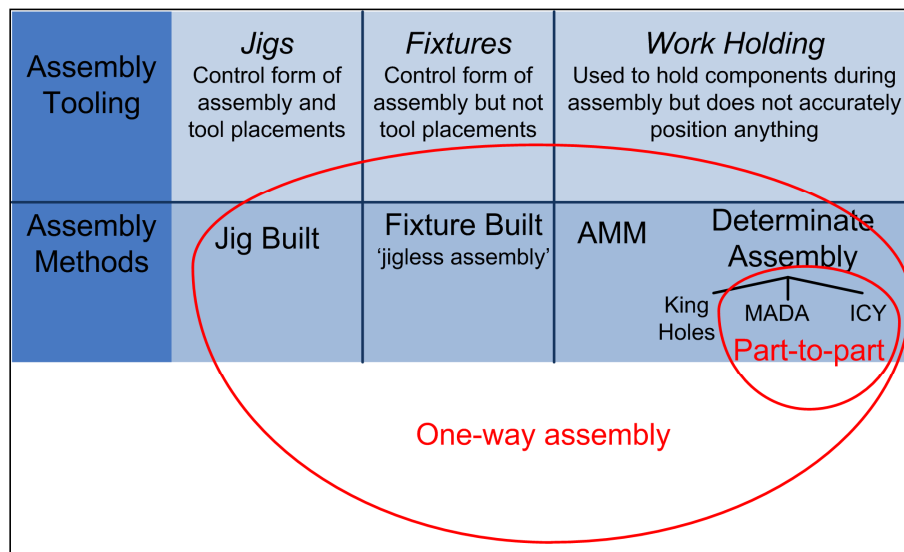 Assembly
Tooling
Jigs
Control form of
assembly and
tool placements
Fixtures
Control form of
assembly but not
tool placements
Work Holding
Used to hold components during
assembly but does not accurately
position anything
Assembly
Methods
Jig Built
Fixture Built
‘jigless assembly’
AMM
Determinate
Assembly
King
Holes
MADA
ICY
Part-to-part
One-way assembly